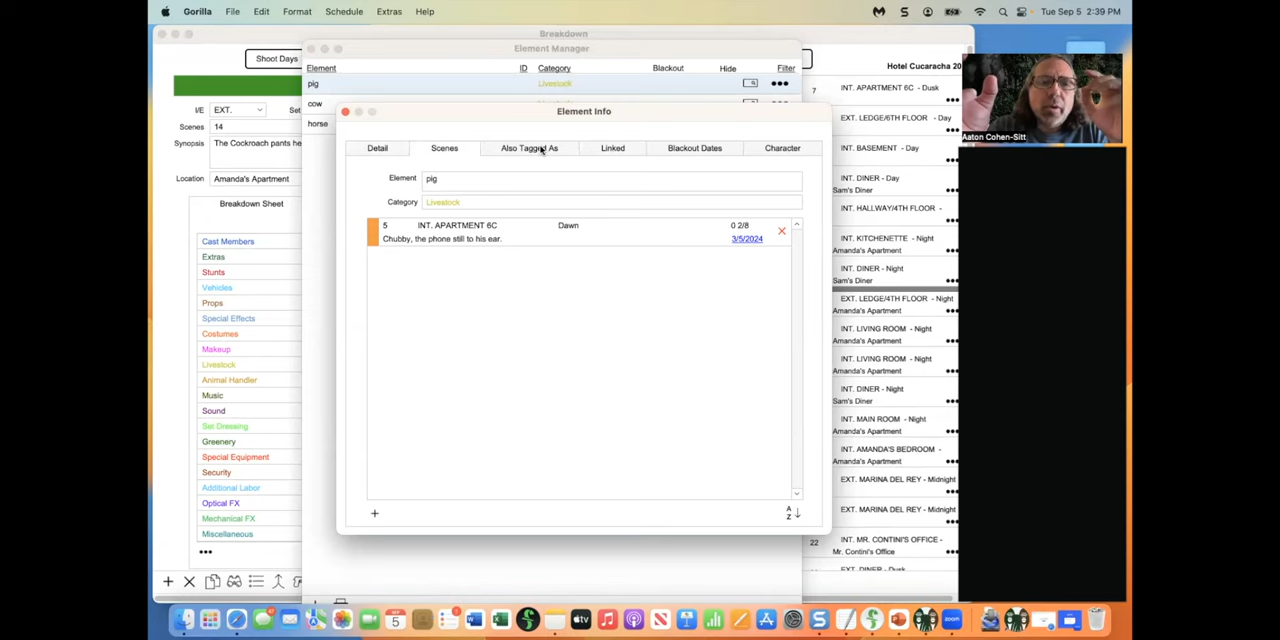 Gorilla File Edit Format Schedule Extras Help
Tue Sep 5 2:39 PM
Breakdown
Shoot Days
I/E EXT. Set
Scenes 14
Synopsis The Cockroach pants he
Location Amanda's Apartment
Breakdown Sheet
Cast Members
Extras
Stunts
Vehicles
Props
Special Effects
Costumes
Makeup
Livestock
Animal Handler
Music
Sound
Set Dressing
Greenery
Special Equipment
Security
Additional Labor
Optical FX
Mechanical FX
Miscellaneous
Element Manager
Element ID Category Blackout Hide Filter
pig Livestock
cow
horse
Element Info
Detail Scenes Also Tagged As Linked Blackout Dates Character
Element pig
Category Livestock
5 INT. APARTMENT 6C Dawn 0 2/8
Chubby, the phone still to his ear. 3/5/2024
A
Z
Hotel Cucaracha 20
7 INT. APARTMENT 6C - Dusk
EXT. LEDGE/6TH FLOOR - Day
INT. BASEMENT - Day
INT. DINER - Day
Sam's Diner
INT. HALLWAY/4TH FLOOR -
INT. KITCHENETTE - Night
Amanda's Apartment
INT. DINER - Night
Sam's Diner
EXT. LEDGE/4TH FLOOR - Night
Amanda's Apartment
INT. LIVING ROOM - Night
Amanda's Apartment
INT. LIVING ROOM - Night
Amanda's Apartment
INT. DINER - Night
Sam's Diner
INT. MAIN ROOM - Night
Amanda's Apartment
INT. AMANDA'S BEDROOM -
Amanda's Apartment
EXT. MARINA DEL REY - Midnight
EXT. MARINA DEL REY - Midnight
22 INT. MR. CONTINI'S OFFICE -
Mr. Contini's Office
EXT. DINER - Dusk
Aaton Cohen-Sitt
SEP
5
zoom